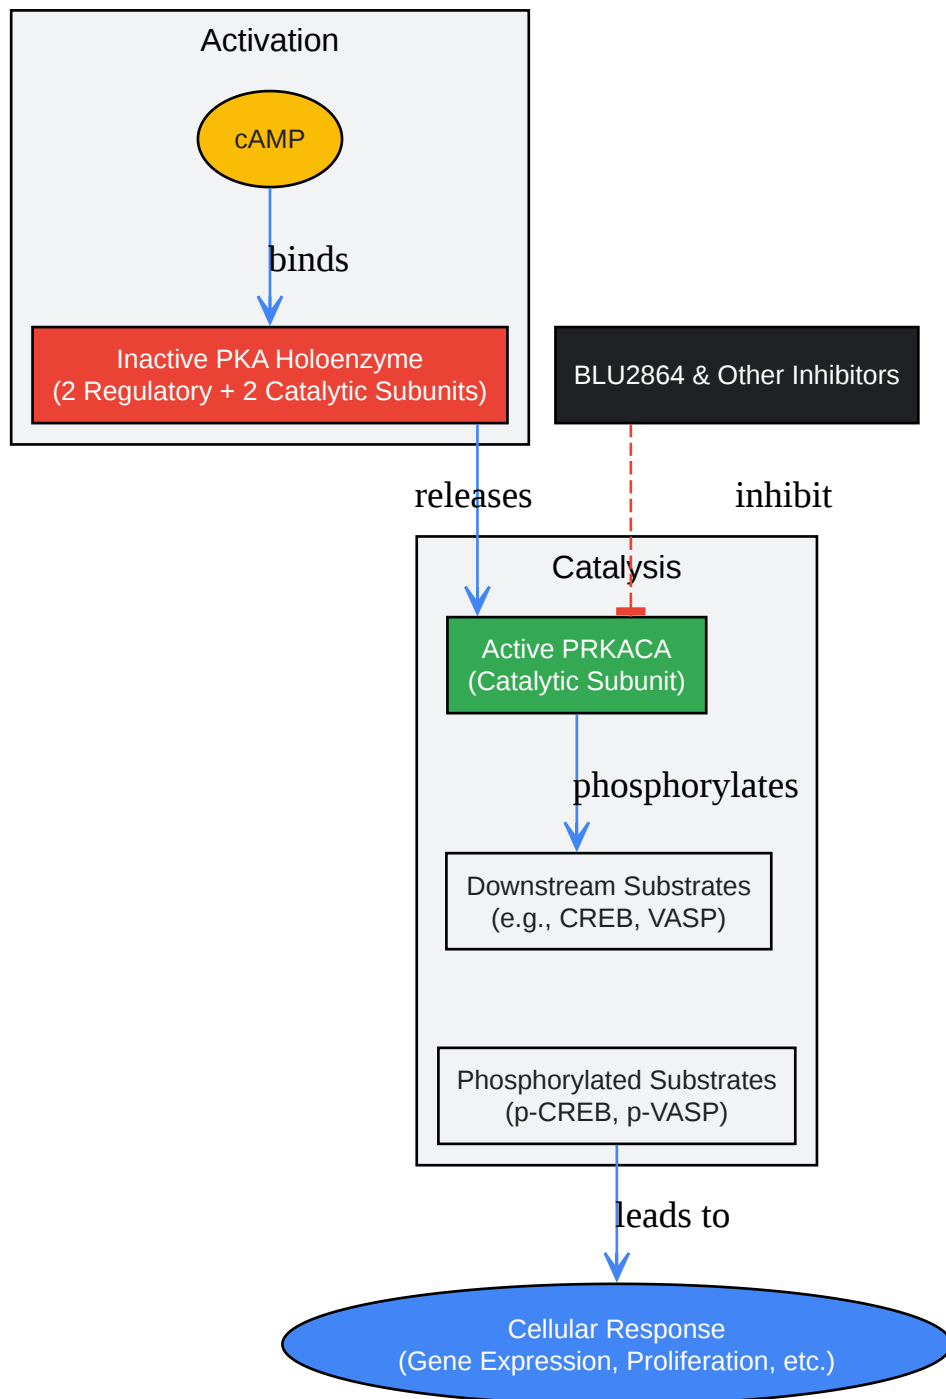 Activation
cAMP
binds
Inactive PKA Holoenzyme
(2 Regulatory + 2 Catalytic Subunits)
BLU2864 & Other Inhibitors
releases
inhibit
Catalysis
Active PRKACA
(Catalytic Subunit)
phosphorylates
Downstream Substrates
(e.g., CREB, VASP)
Phosphorylated Substrates
(p-CREB, p-VASP)
leads to
Cellular Response
(Gene Expression, Proliferation, etc.)